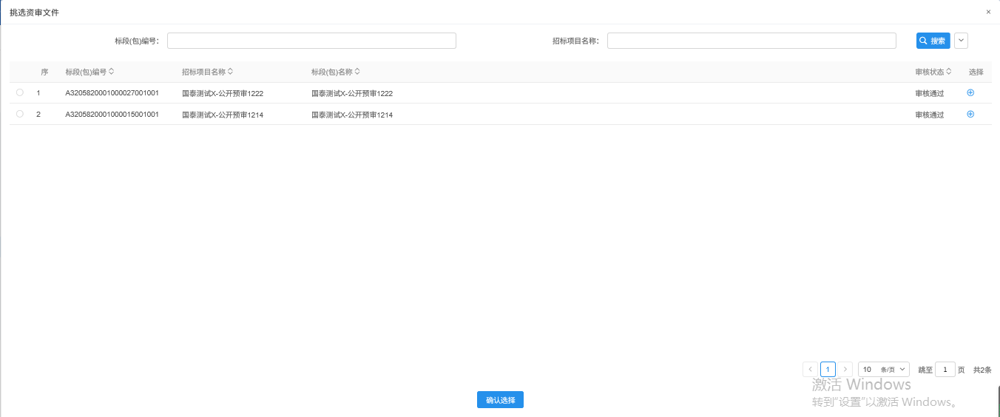 挑选资审文件
×
标段(包)编号：
招标项目名称：
搜索
序 标段(包)编号 招标项目名称 标段(包)名称 审核状态 选择
1 A3205820001000027001001 国泰测试X-公开预审1222 国泰测试X-公开预审1222 审核通过
2 A3205820001000015001001 国泰测试X-公开预审1214 国泰测试X-公开预审1214 审核通过
1 10 条/页 跳至 1 页 共2条
激活 Windows
转到“设置”以激活 Windows。
确认选择